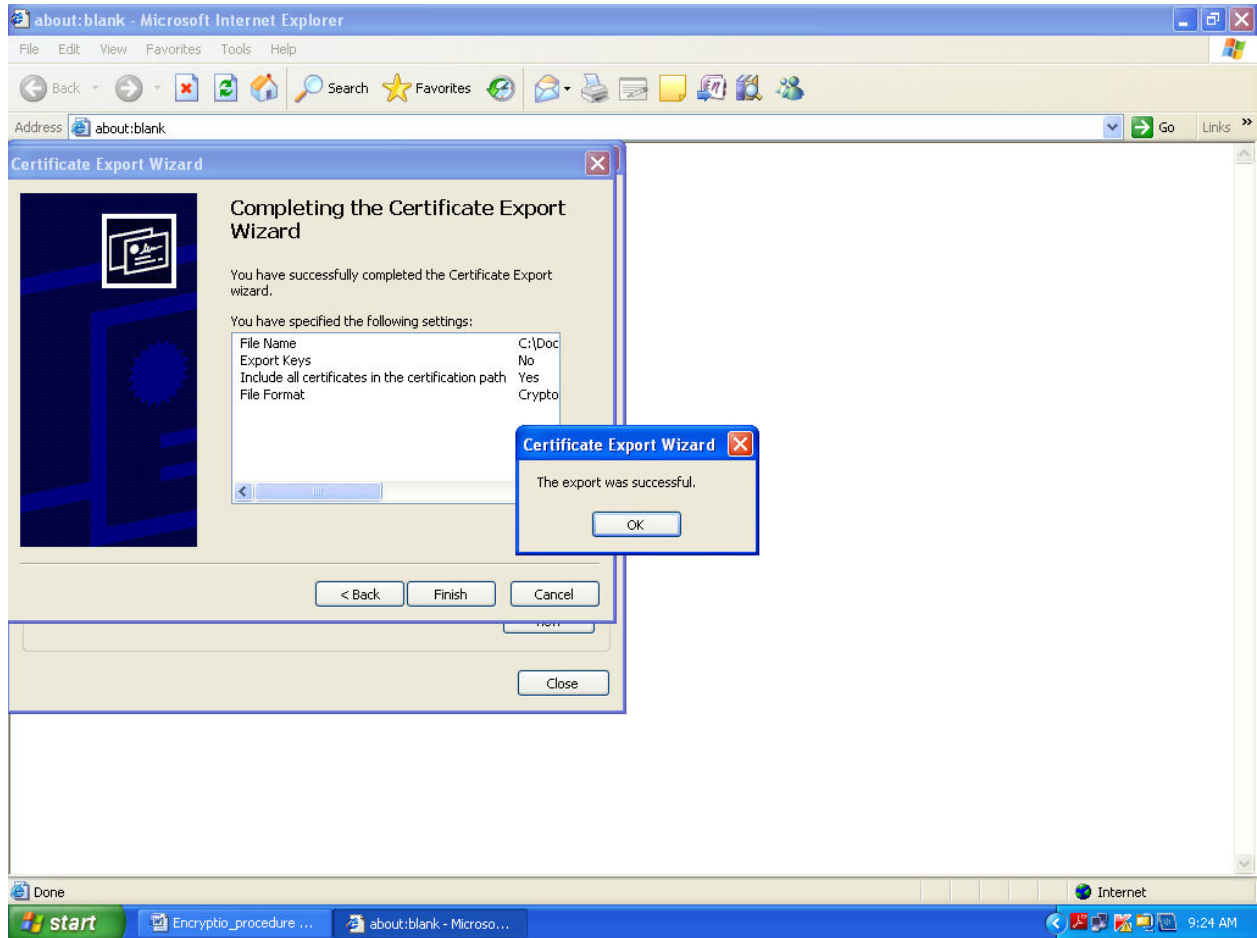 about:blank - Microsoft Internet Explorer
File Edit View Favorites Tools Help
Back Search Favorites
Address about:blank Go Links »
Certificate Export Wizard
Completing the Certificate Export
Wizard
You have successfully completed the Certificate Export
wizard.
You have specified the following settings:
File Name C:\Doc
Export Keys No
Include all certificates in the certification path Yes
File Format Crypto
Certificate Export Wizard
The export was successful.
OK
< Back Finish Cancel
Close
Done Internet
start Encryptio_procedure ... about:blank - Microso... 9:24 AM